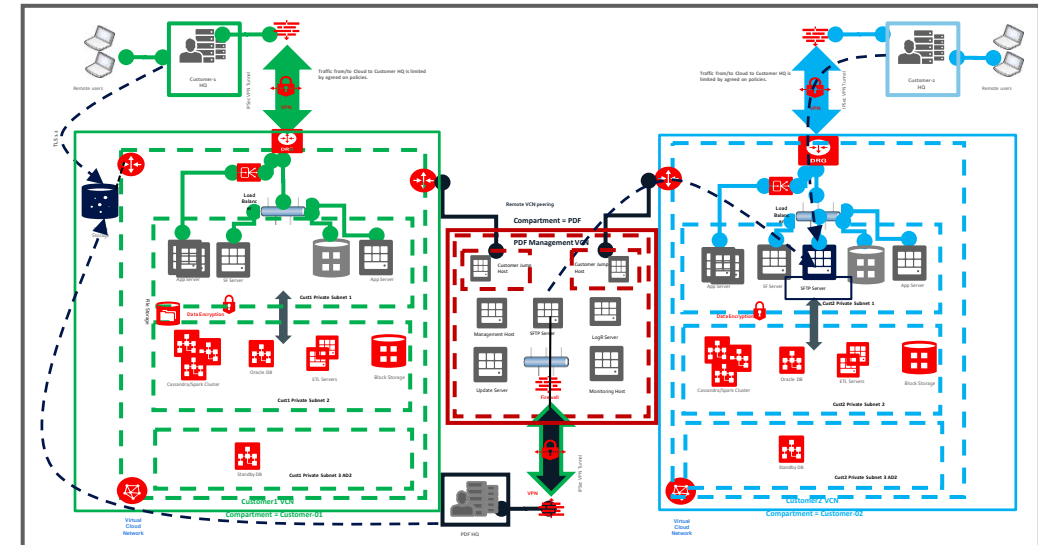 Remote users
Customer-1
HQ
IPSec VPN Tunnel
VPN
Traffic from/to Cloud to Customer HQ is limited
by agreed on policies.
TLS 1.2
DRG
Load
Balanc
Storage
App Server
SF Server
App Server
Cust1 Private Subnet 1
File Storage
Data Encryption
Cassandra/Spark Cluster
Oracle DB
ETL Servers
Block Storage
Cust1 Private Subnet 2
Standby DB
Cust1 Private Subnet 3 AD2
Customer1 VCN
Compartment = Customer-01
Virtual
Cloud
Network
Remote VCN peering
Compartment = PDF
PDF Management VCN
Customer Jump
Host
Customer Jump
Host
Management Host
SFTP Server
LogR Server
Update Server
Firewall
Monitoring Host
VPN
IPSec VPN Tunnel
PDF HQ
Traffic from/to Cloud to Customer HQ is
limited by agreed on policies.
VPN
IPSec VPN Tunnel
Customer-2
HQ
Remote users
DRG
Load
Balanc
App Server
SF Server
SFTP Server
App Server
Cust2 Private Subnet 1
Data Encryption
Cassandra/Spark Cluster
Oracle DB
ETL Servers
Block Storage
Cust2 Private Subnet 2
Standby DB
Cust2 Private Subnet 3 AD2
Customer2 VCN
Compartment = Customer-02
Virtual
Cloud
Network